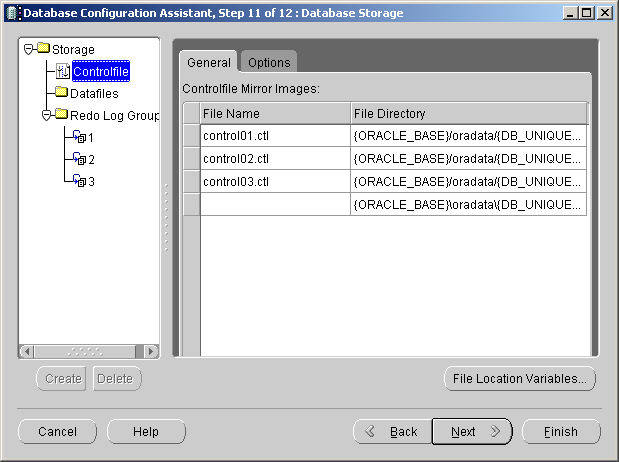 Database Configuration Assistant, Step 11 of 12 : Database Storage
Storage
Controlfile
Datafiles
Redo Log Group
1
2
3
General Options
Controlfile Mirror Images:
File Name File Directory
control01.ctl {ORACLE_BASE}/oradata/{DB_UNIQUE...
control02.ctl {ORACLE_BASE}/oradata/{DB_UNIQUE...
control03.ctl {ORACLE_BASE}/oradata/{DB_UNIQUE...
{ORACLE_BASE}\oradata\{DB_UNIQUE...
Create Delete File Location Variables...
Cancel Help Back Next Finish